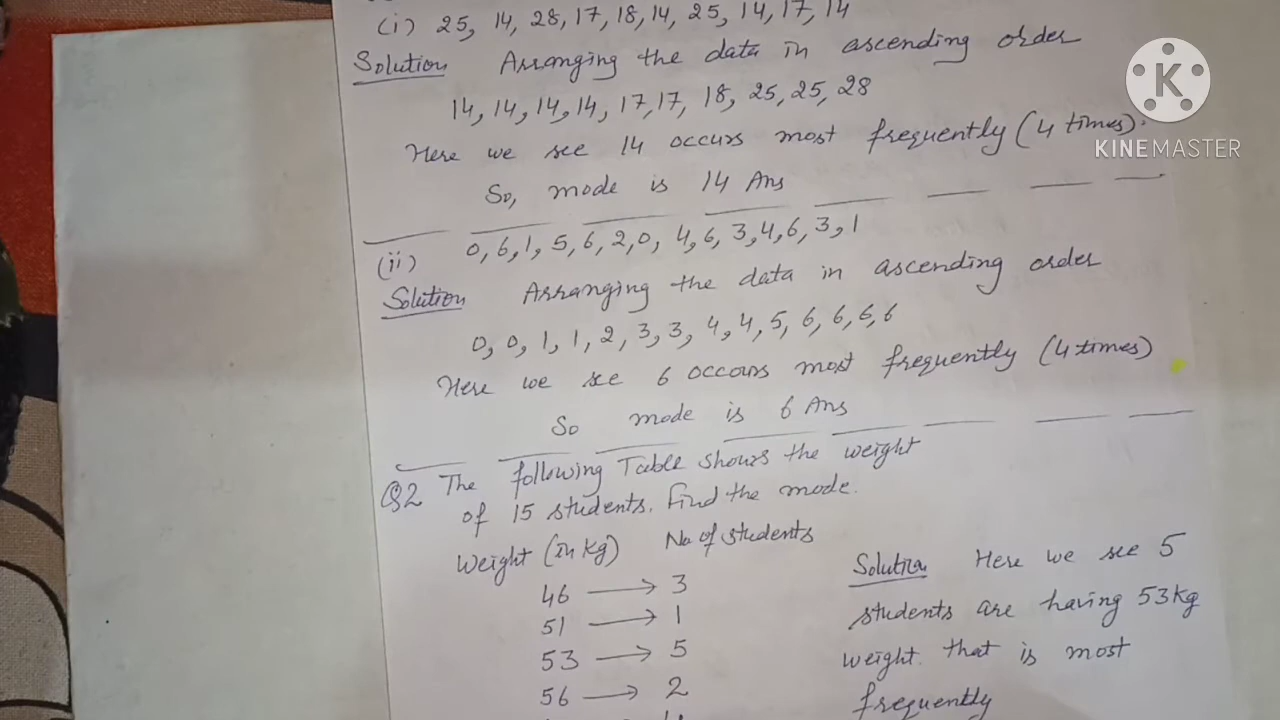 (i) 25, 14, 28, 17, 18, 14, 25, 14, 17, 14
Solution Arranging the data in ascending order
14, 14, 14, 14, 17, 17, 18, 25, 25, 28
Here we see 14 occurs most frequently (4 times).
So, mode is 14 Ans
(ii) 0, 6, 1, 5, 6, 2, 0, 4, 6, 3, 4, 6, 3, 1
Solution Arranging the data in ascending order
0, 0, 1, 1, 2, 3, 3, 4, 4, 5, 6, 6, 6, 6
Here we see 6 occours most frequently (4 times)
So mode is 6 Ans
Q2 The following Table shows the weight
of 15 students. Find the mode.
Weight (in kg) No of students
46 → 3
51 → 1
53 → 5
56 → 2
Solution Here we see 5
students are having 53kg
weight. that is most
frequently
K
KINEMASTER